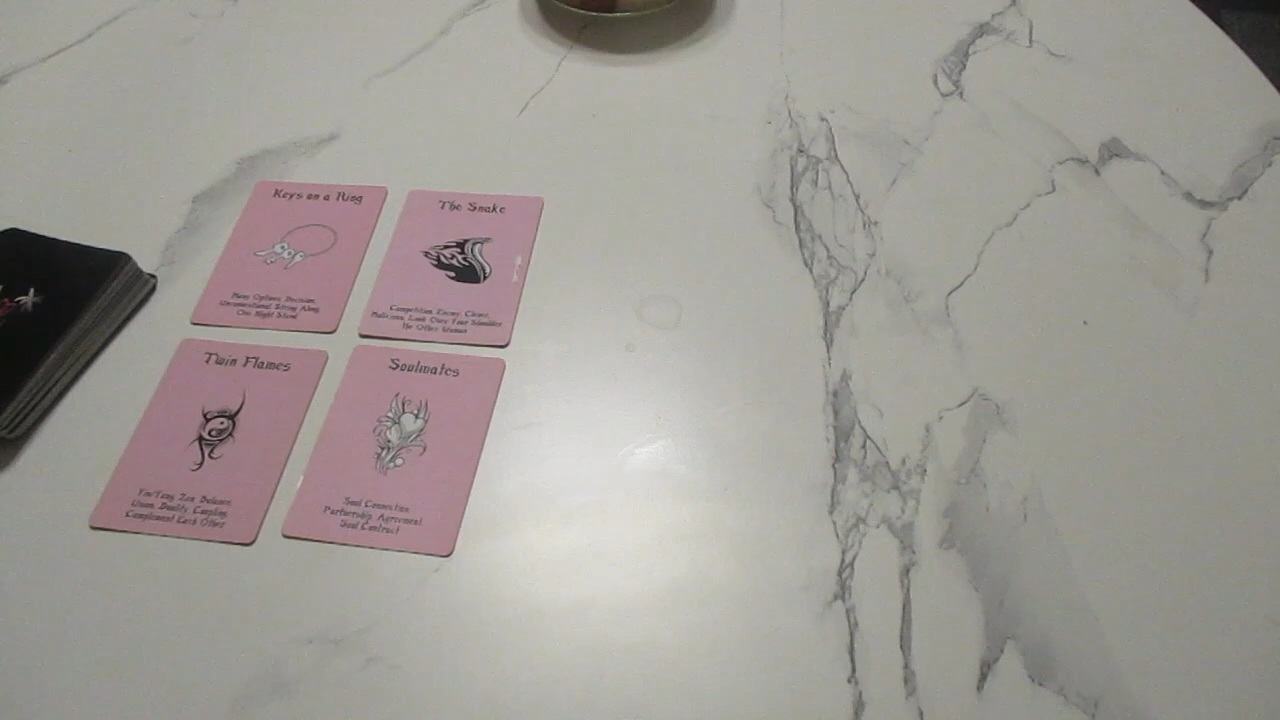 Keys on a Ring
Many Options, Decision,
Unconventional, String Along,
One Night Stand
The Snake
Competition, Enemy, Clever,
Malicious, Look Over Your Shoulder
the Other Woman
Twin Flames
Yin/Yang, Zen, Balance,
Union, Duality, Coupling,
Complement Each Other
Soulmates
Soul Connection
Partnership, Agreement
Soul Contract